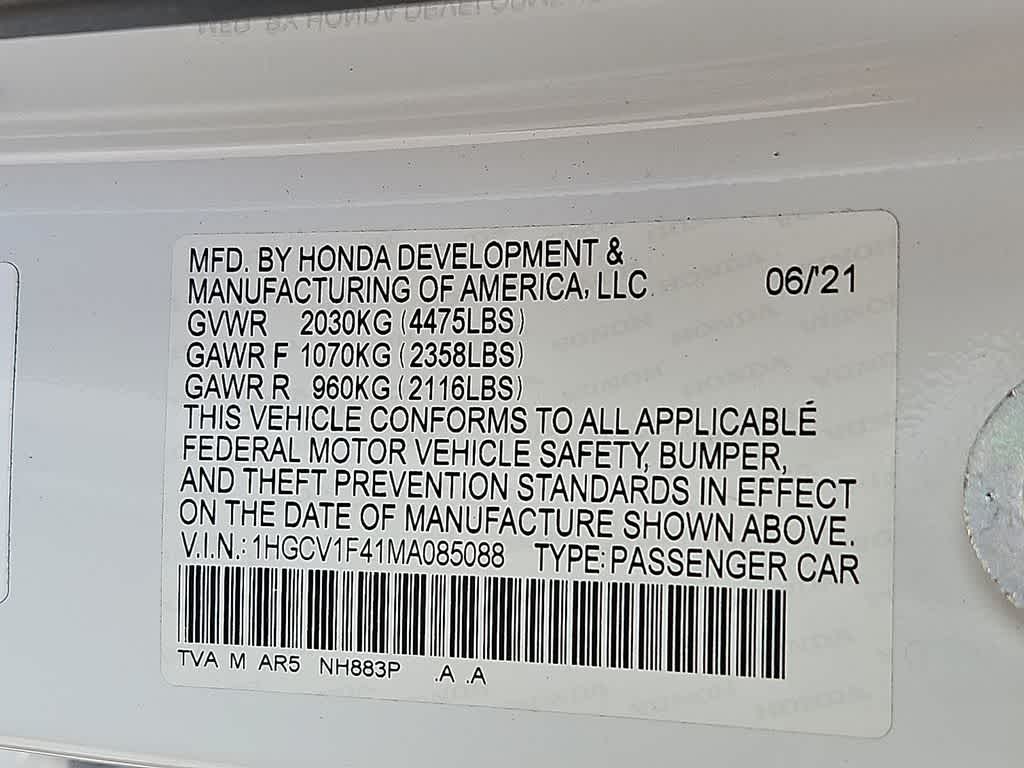 MFD. BY HONDA DEVELOPMENT &
MANUFACTURING OF AMERICA, LLC. 06/'21
GVWR 2030KG (4475LBS)
GAWR F 1070KG (2358LBS)
GAWR R 960KG (2116LBS)
THIS VEHICLE CONFORMS TO ALL APPLICABLE
FEDERAL MOTOR VEHICLE SAFETY, BUMPER,
AND THEFT PREVENTION STANDARDS IN EFFECT
ON THE DATE OF MANUFACTURE SHOWN ABOVE.
V.I.N.: 1HGCV1F41MA085088 TYPE: PASSENGER CAR
TVA M AR5 NH883P .A .A